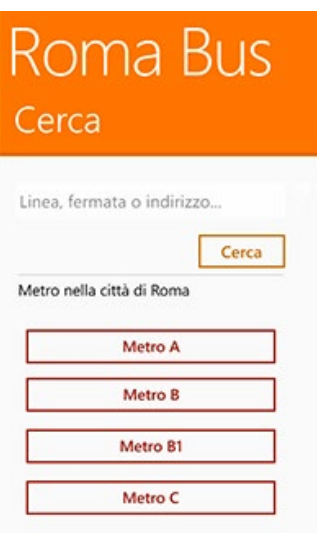 Roma Bus
Cerca
Linea, fermata o indirizzo...
Cerca
Metro nella città di Roma
Metro A
Metro B
Metro B1
Metro C